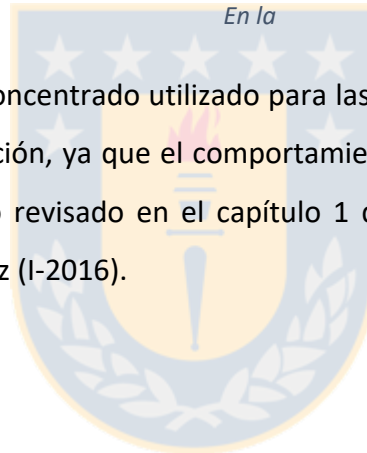 En la
oncentrado utilizado para las
ción, ya que el comportamie
o revisado en el capítulo 1 d
z (I-2016).